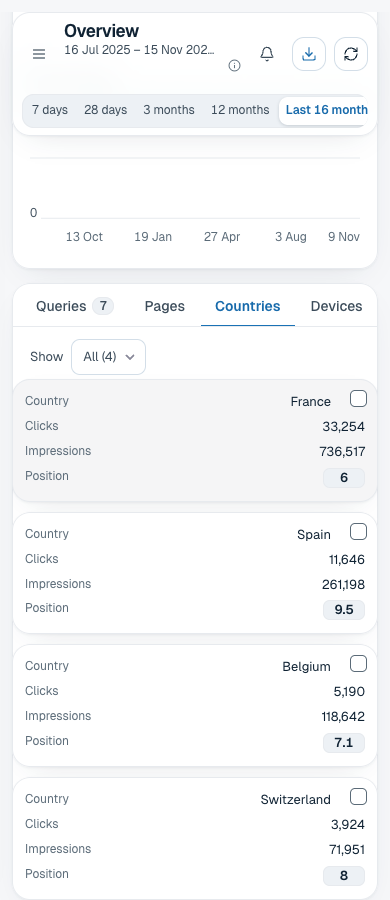 Overview
16 Jul 2025 – 15 Nov 202...
7 days 28 days 3 months 12 months Last 16 month
0
13 Oct 19 Jan 27 Apr 3 Aug 9 Nov
Queries 7 Pages Countries Devices
Show All (4)
Country France
Clicks 33,254
Impressions 736,517
Position 6
Country Spain
Clicks 11,646
Impressions 261,198
Position 9.5
Country Belgium
Clicks 5,190
Impressions 118,642
Position 7.1
Country Switzerland
Clicks 3,924
Impressions 71,951
Position 8